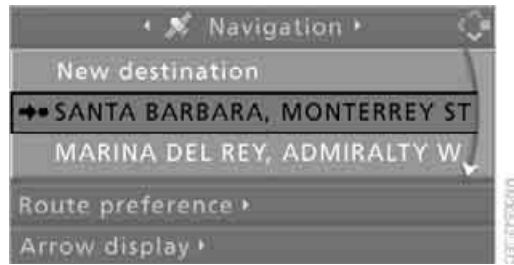 Navigation
New destination
SANTA BARBARA, MONTERREY ST
MARINA DEL REY, ADMIRALTY W
Route preference
Arrow display